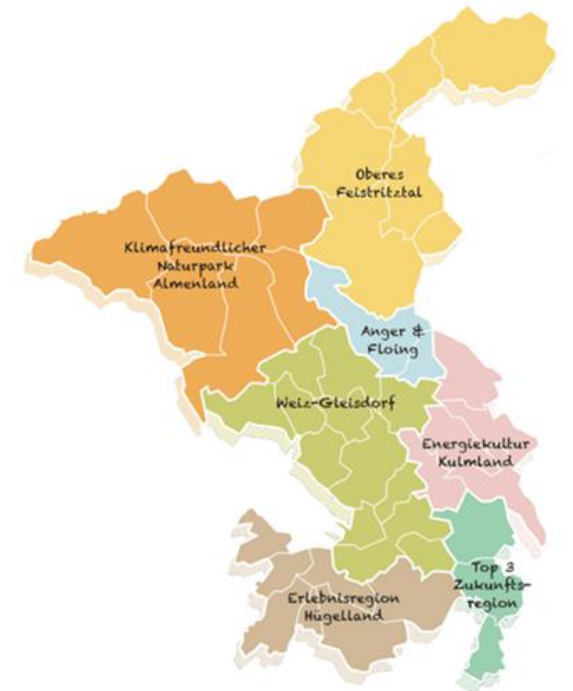 Oberes
Feistritztal
Klimafreundlicher
Naturpark
Almenland
Anger &
Floing
Weiz-Gleisdorf
Energiekultur
Kulmland
Top 3
Zukunfts-
region
Erlebnisregion
Hügelland